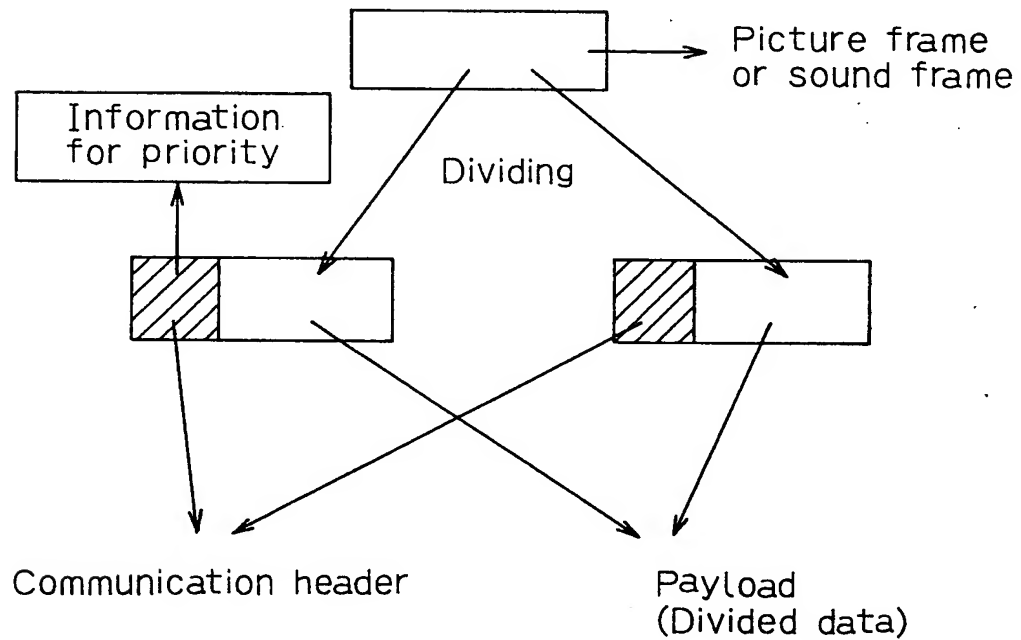 Picture frame
or sound frame
Information
for priority
Dividing
Communication header
Payload
(Divided data)